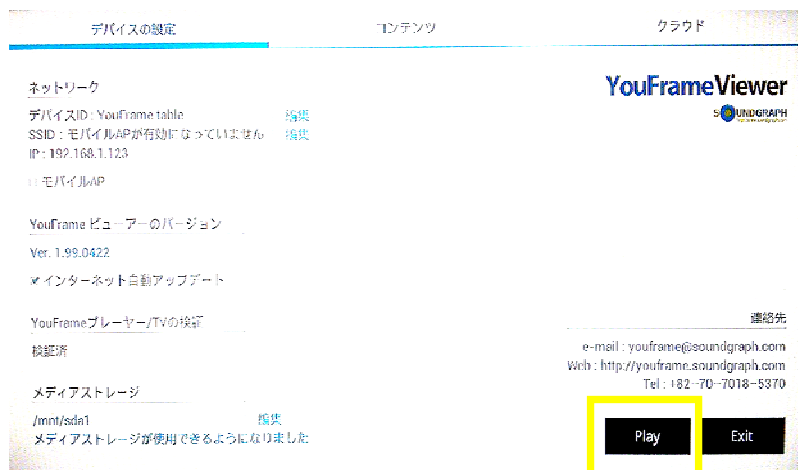 デバイスの設定
コンテンツ
クラウド
ネットワーク
デバイスID : YouFrame table 編集
SSID : モバイルAPが有効になっていません 編集
IP : 192.168.1.123
モバイルAP
YouFrame ビューアーのバージョン
Ver. 1.99.0422
インターネット自動アップデート
YouFrameプレーヤー/TVの検証
検証済
メディアストレージ
/mnt/sda1 編集
メディアストレージが使用できるようになりました
YouFrameViewer
SOUNDGRAPH
連絡先
e-mail : youframe@soundgraph.com
Web : http://youframe.soundgraph.com
Tel : +82-70-7018-5370
Play
Exit